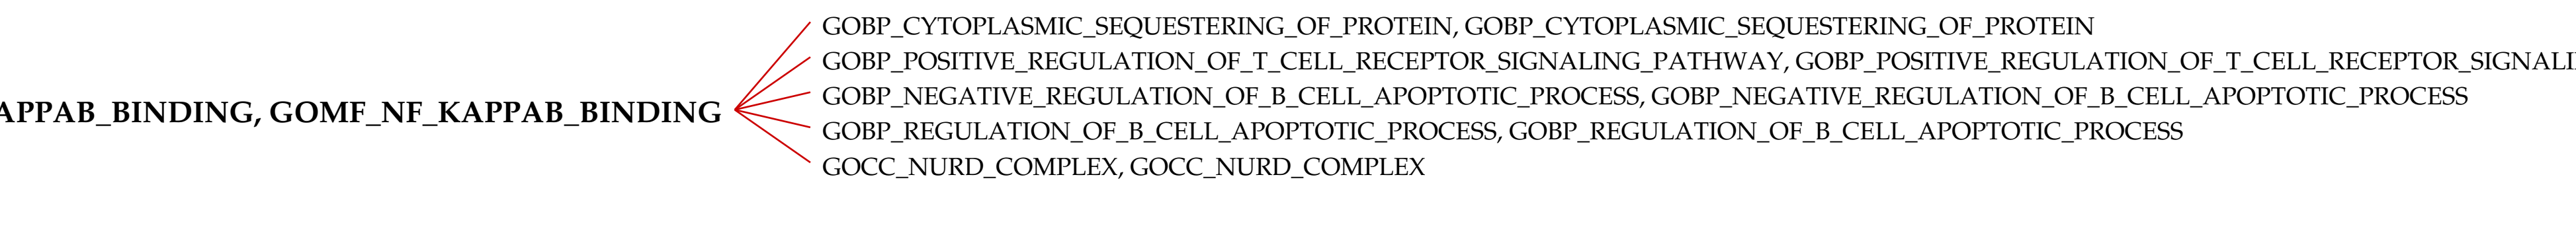 GOBP_CYTOPLASMIC_SEQUESTERING_OF_PROTEIN, GOBP_CYTOPLASMIC_SEQUESTERING_OF_PROTEIN
GOBP_POSITIVE_REGULATION_OF_T_CELL_RECEPTOR_SIGNALING_PATHWAY, GOBP_POSITIVE_REGULATION_OF_T_CELL_RECEPTOR_SIGNALI
GOBP_NEGATIVE_REGULATION_OF_B_CELL_APOPTOTIC_PROCESS, GOBP_NEGATIVE_REGULATION_OF_B_CELL_APOPTOTIC_PROCESS
APPAB_BINDING, GOMF_NF_KAPPAB_BINDING
GOBP_REGULATION_OF_B_CELL_APOPTOTIC_PROCESS, GOBP_REGULATION_OF_B_CELL_APOPTOTIC_PROCESS
GOCC_NURD_COMPLEX, GOCC_NURD_COMPLEX